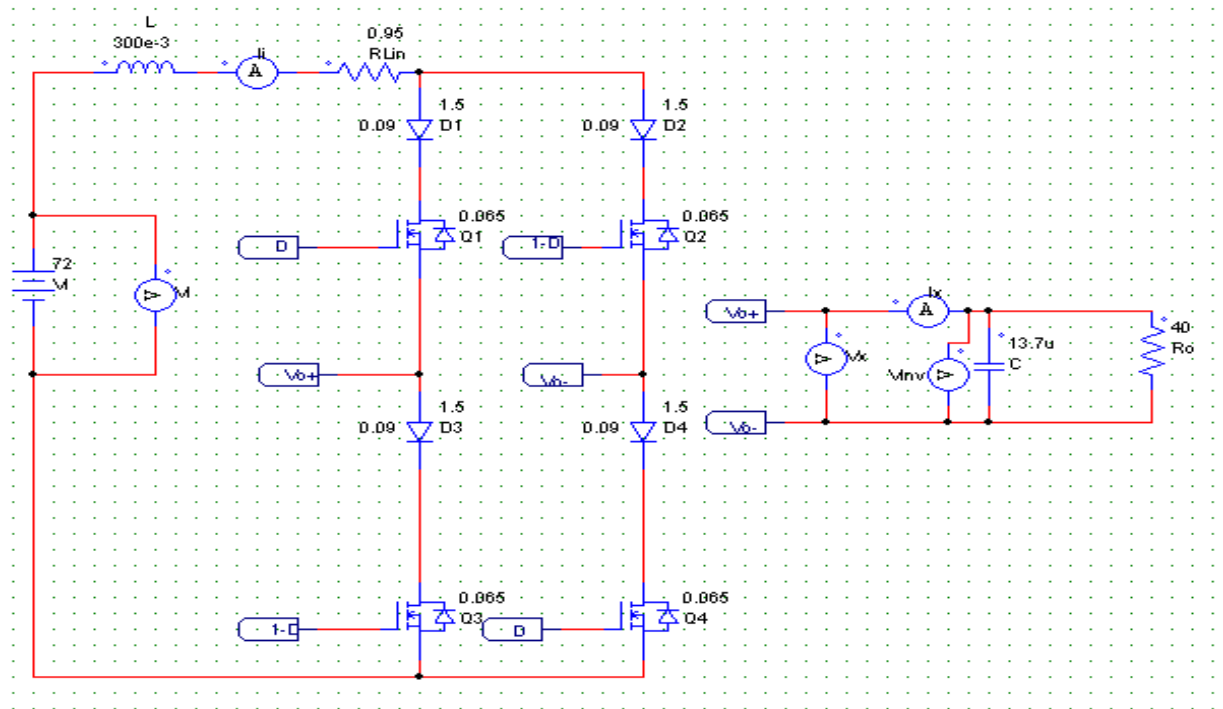 L
300e-3
Ii
A
0.95
RLin
0.09
1.5
D1
0.09
1.5
D2
D
0.065
Q1
1-D
0.065
Q2
72
Vi
V
Vi
Vo+
Vo-
0.09
1.5
D3
0.09
1.5
D4
1-D
0.065
Q3
D
0.065
Q4
Vo+
Ix
A
V
Vx
Vinv
V
13.7u
C
40
Ro
Vo-